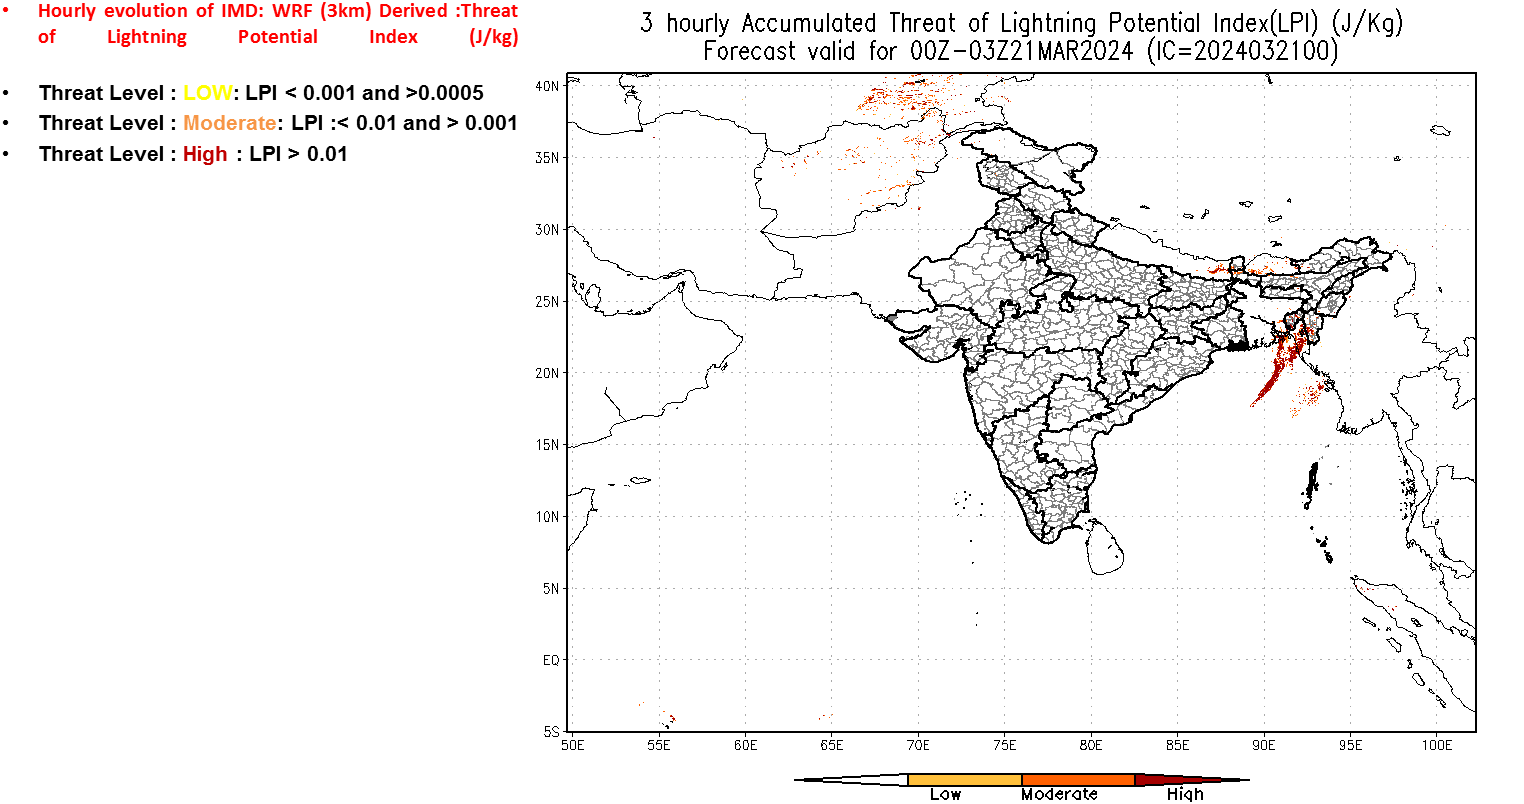 • Hourly evolution of IMD: WRF (3km) Derived :Threat
of Lightning Potential Index (J/kg)
• Threat Level : LOW: LPI < 0.001 and >0.0005
• Threat Level : Moderate: LPI :< 0.01 and > 0.001
• Threat Level : High : LPI > 0.01
3 hourly Accumulated Threat of Lightning Potential Index(LPI) (J/Kg)
Forecast valid for 00Z-03Z21MAR2024 (IC=2024032100)
40N
35N
30N
25N
20N
15N
10N
5N
EQ
5S
50E 55E 60E 65E 70E 75E 80E 85E 90E 95E 100E
Low Moderate High